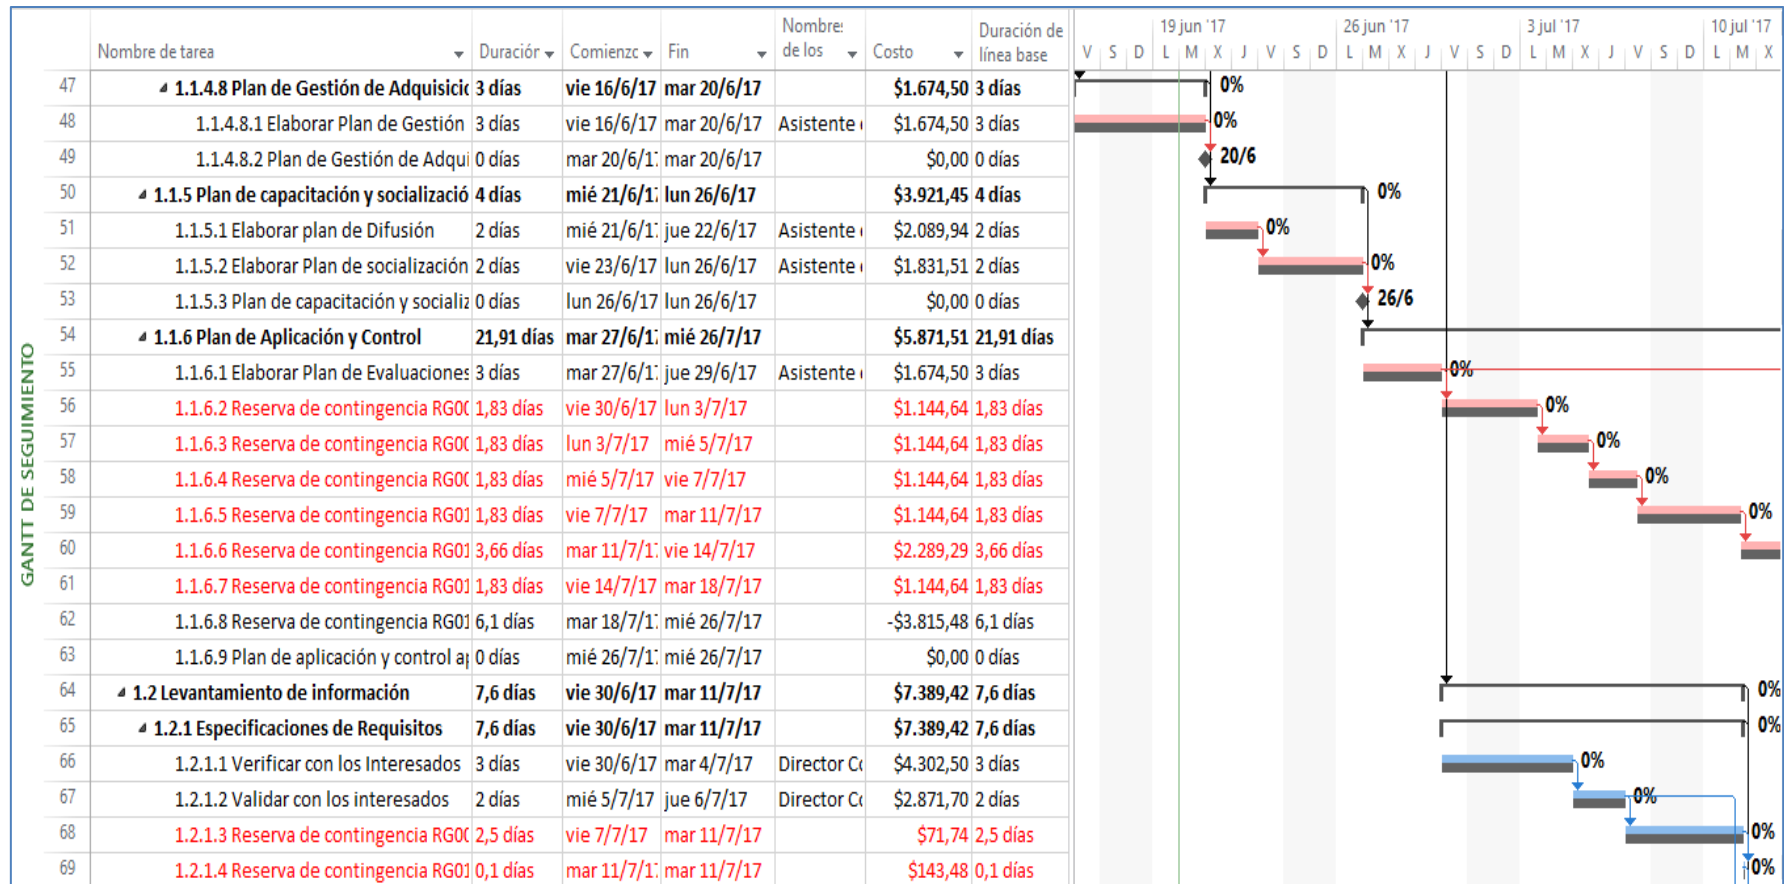 GANTT DE SEGUIMIENTO
Nombre de tarea Duración Comienzo Fin Nombres de los Costo Duración de línea base
19 jun '17 26 jun '17 3 jul '17 10 jul '17
V S D L M X J V S D L M X J V S D L M X J V S D L M X
47 1.1.4.8 Plan de Gestión de Adquisici 3 días vie 16/6/17 mar 20/6/17 $1.674,50 3 días 0%
48 1.1.4.8.1 Elaborar Plan de Gestión 3 días vie 16/6/17 mar 20/6/17 Asistente $1.674,50 3 días 0%
49 1.1.4.8.2 Plan de Gestión de Adqui 0 días mar 20/6/1 mar 20/6/17 $0,00 0 días 20/6
50 1.1.5 Plan de capacitación y socializació 4 días mié 21/6/1 lun 26/6/17 $3.921,45 4 días 0%
51 1.1.5.1 Elaborar plan de Difusión 2 días mié 21/6/1 jue 22/6/17 Asistente $2.089,94 2 días 0%
52 1.1.5.2 Elaborar Plan de socialización 2 días vie 23/6/17 lun 26/6/17 Asistente $1.831,51 2 días 0%
53 1.1.5.3 Plan de capacitación y socializ 0 días lun 26/6/17 lun 26/6/17 $0,00 0 días 26/6
54 1.1.6 Plan de Aplicación y Control 21,91 días mar 27/6/1 mié 26/7/17 $5.871,51 21,91 días
55 1.1.6.1 Elaborar Plan de Evaluaciones 3 días mar 27/6/1 jue 29/6/17 Asistente $1.674,50 3 días 0%
56 1.1.6.2 Reserva de contingencia RG00 1,83 días vie 30/6/17 lun 3/7/17 $1.144,64 1,83 días 0%
57 1.1.6.3 Reserva de contingencia RG00 1,83 días lun 3/7/17 mié 5/7/17 $1.144,64 1,83 días 0%
58 1.1.6.4 Reserva de contingencia RG00 1,83 días mié 5/7/17 vie 7/7/17 $1.144,64 1,83 días 0%
59 1.1.6.5 Reserva de contingencia RG01 1,83 días vie 7/7/17 mar 11/7/17 $1.144,64 1,83 días 0%
60 1.1.6.6 Reserva de contingencia RG01 3,66 días mar 11/7/1 vie 14/7/17 $2.289,29 3,66 días
61 1.1.6.7 Reserva de contingencia RG01 1,83 días vie 14/7/17 mar 18/7/17 $1.144,64 1,83 días
62 1.1.6.8 Reserva de contingencia RG01 6,1 días mar 18/7/1 mié 26/7/17 -$3.815,48 6,1 días
63 1.1.6.9 Plan de aplicación y control ap 0 días mié 26/7/1 mié 26/7/17 $0,00 0 días
64 1.2 Levantamiento de información 7,6 días vie 30/6/17 mar 11/7/17 $7.389,42 7,6 días 0%
65 1.2.1 Especificaciones de Requisitos 7,6 días vie 30/6/17 mar 11/7/17 $7.389,42 7,6 días 0%
66 1.2.1.1 Verificar con los Interesados 3 días vie 30/6/17 mar 4/7/17 Director Co $4.302,50 3 días 0%
67 1.2.1.2 Validar con los interesados 2 días mié 5/7/17 jue 6/7/17 Director Co $2.871,70 2 días 0%
68 1.2.1.3 Reserva de contingencia RG00 2,5 días vie 7/7/17 mar 11/7/17 $71,74 2,5 días 0%
69 1.2.1.4 Reserva de contingencia RG01 0,1 días mar 11/7/1 mar 11/7/17 $143,48 0,1 días 0%